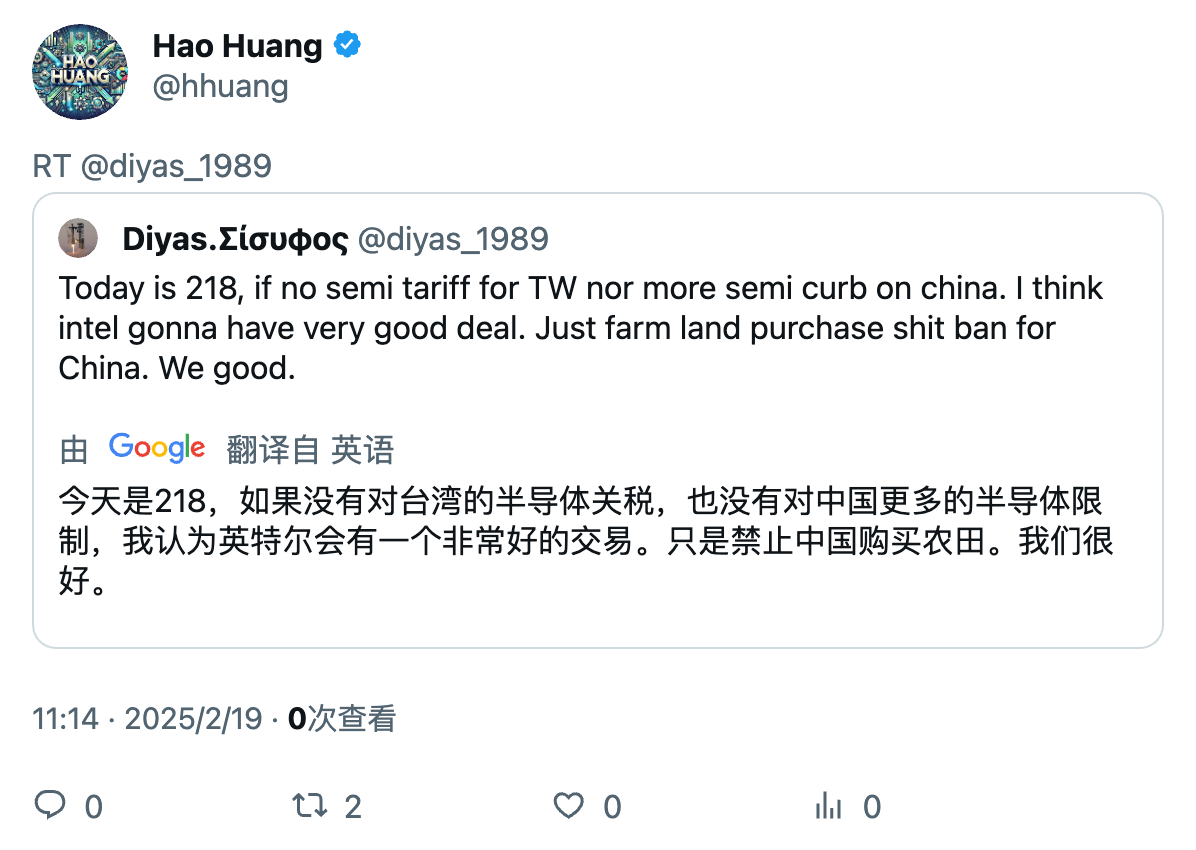 HAO
HUANG
Hao Huang
@hhuang
RT @diyas_1989
Diyas.Σίσυφος @diyas_1989
Today is 218, if no semi tariff for TW nor more semi curb on china. I think
intel gonna have very good deal. Just farm land purchase shit ban for
China. We good.
由 Google 翻译自 英语
今天是218，如果没有对台湾的半导体关税，也没有对中国更多的半导体限
制，我认为英特尔会有一个非常好的交易。只是禁止中国购买农田。我们很
好。
11:14 · 2025/2/19 · 0次查看
0 2 0 0